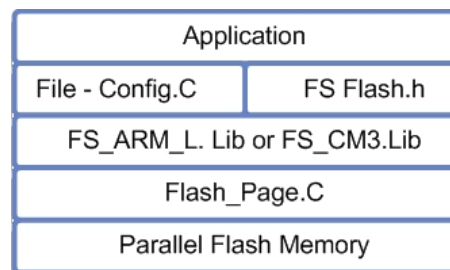 Application
File - Config.C
FS Flash.h
FS_ARM_L. Lib or FS_CM3.Lib
Flash_Page.C
Parallel Flash Memory